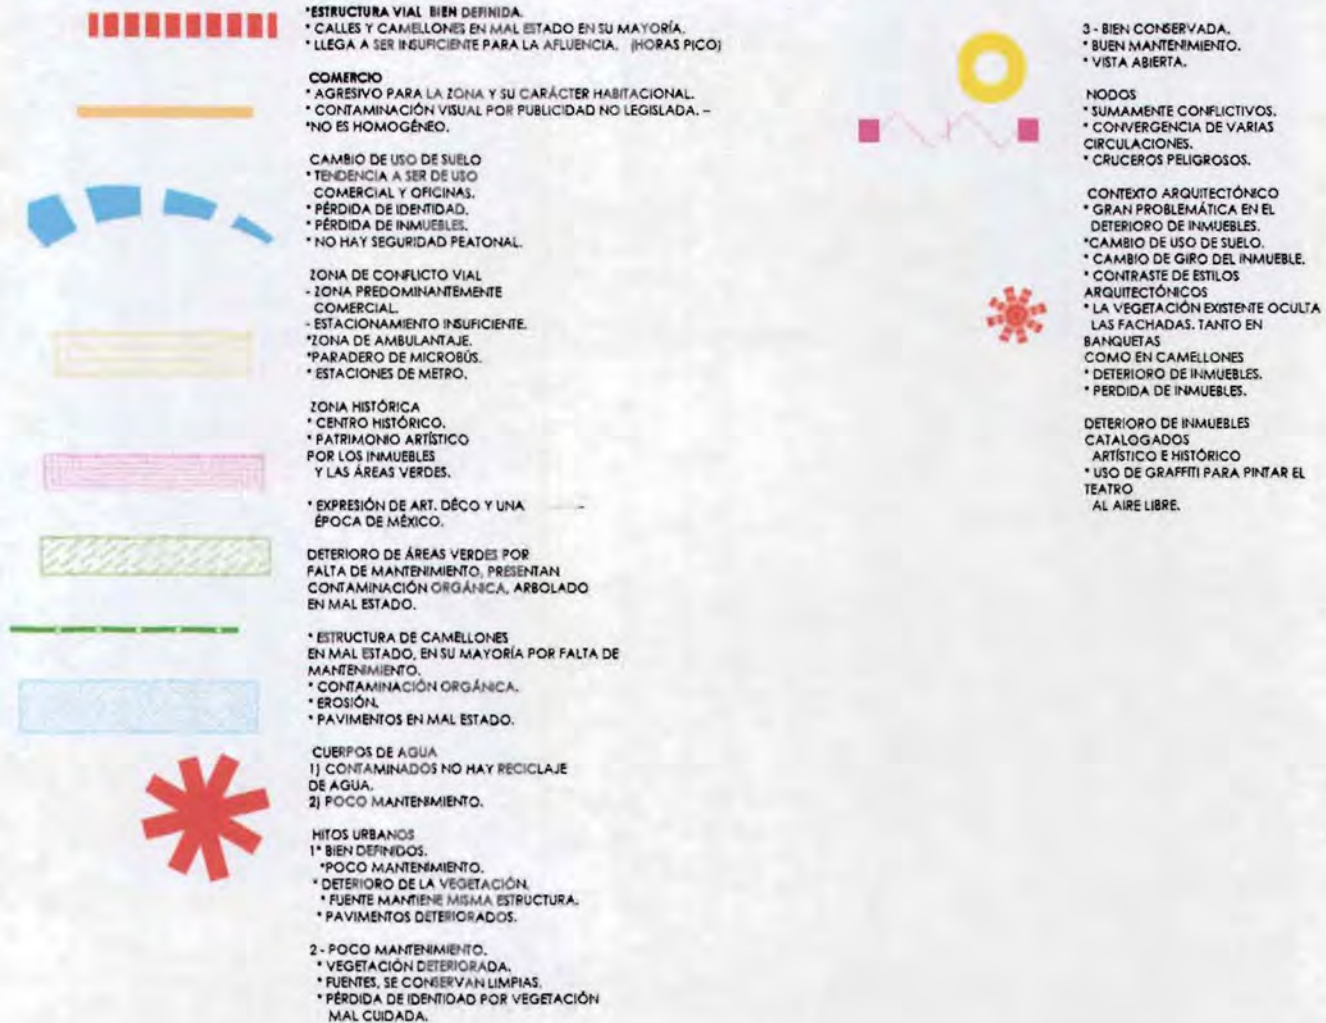 *ESTRUCTURA VIAL BIEN DEFINIDA.
* CALLES Y CAMELLONES EN MAL ESTADO EN SU MAYORÍA.
* LLEGA A SER INSUFICIENTE PARA LA AFLUENCIA. (HORAS PICO)
COMERCIO
* AGRESIVO PARA LA ZONA Y SU CARÁCTER HABITACIONAL.
* CONTAMINACIÓN VISUAL POR PUBLICIDAD NO LEGISLADA. –
*NO ES HOMOGÉNEO.
CAMBIO DE USO DE SUELO
* TENDENCIA A SER DE USO
COMERCIAL Y OFICINAS.
* PÉRDIDA DE IDENTIDAD.
* PÉRDIDA DE INMUEBLES.
* NO HAY SEGURIDAD PEATONAL.
ZONA DE CONFLICTO VIAL
- ZONA PREDOMINANTEMENTE
COMERCIAL.
- ESTACIONAMIENTO INSUFICIENTE.
*ZONA DE AMBULANTAJE.
*PARADERO DE MICROBÚS.
* ESTACIONES DE METRO.
ZONA HISTÓRICA
* CENTRO HISTÓRICO.
* PATRIMONIO ARTÍSTICO
POR LOS INMUEBLES
Y LAS ÁREAS VERDES.
* EXPRESIÓN DE ART. DÉCO Y UNA
ÉPOCA DE MÉXICO.
DETERIORO DE ÁREAS VERDES POR
FALTA DE MANTENIMIENTO, PRESENTAN
CONTAMINACIÓN ORGÁNICA, ARBOLADO
EN MAL ESTADO.
* ESTRUCTURA DE CAMELLONES
EN MAL ESTADO, EN SU MAYORÍA POR FALTA DE
MANTENIMIENTO.
* CONTAMINACIÓN ORGÁNICA.
* EROSIÓN.
* PAVIMENTOS EN MAL ESTADO.
CUERPOS DE AGUA
1) CONTAMINADOS NO HAY RECICLAJE
DE AGUA.
2) POCO MANTENIMIENTO.
HITOS URBANOS
1* BIEN DEFINIDOS.
*POCO MANTENIMIENTO.
* DETERIORO DE LA VEGETACIÓN.
* FUENTE MANTIENE MISMA ESTRUCTURA.
* PAVIMENTOS DETERIORADOS.
2 - POCO MANTENIMIENTO.
* VEGETACIÓN DETERIORADA.
* FUENTES, SE CONSERVAN LIMPIAS.
* PÉRDIDA DE IDENTIDAD POR VEGETACIÓN
MAL CUIDADA.
3 - BIEN CONSERVADA.
* BUEN MANTENIMIENTO.
* VISTA ABIERTA.
NODOS
* SUMAMENTE CONFLICTIVOS.
* CONVERGENCIA DE VARIAS
CIRCULACIONES.
* CRUCEROS PELIGROSOS.
CONTEXTO ARQUITECTÓNICO
* GRAN PROBLEMÁTICA EN EL
DETERIORO DE INMUEBLES.
*CAMBIO DE USO DE SUELO.
* CAMBIO DE GIRO DEL INMUEBLE.
* CONTRASTE DE ESTILOS
ARQUITECTÓNICOS
* LA VEGETACIÓN EXISTENTE OCULTA
LAS FACHADAS. TANTO EN
BANQUETAS
COMO EN CAMELLONES
* DETERIORO DE INMUEBLES.
* PERDIDA DE INMUEBLES.
DETERIORO DE INMUEBLES
CATALOGADOS
ARTÍSTICO E HISTÓRICO
* USO DE GRAFFITI PARA PINTAR EL
TEATRO
AL AIRE LIBRE.